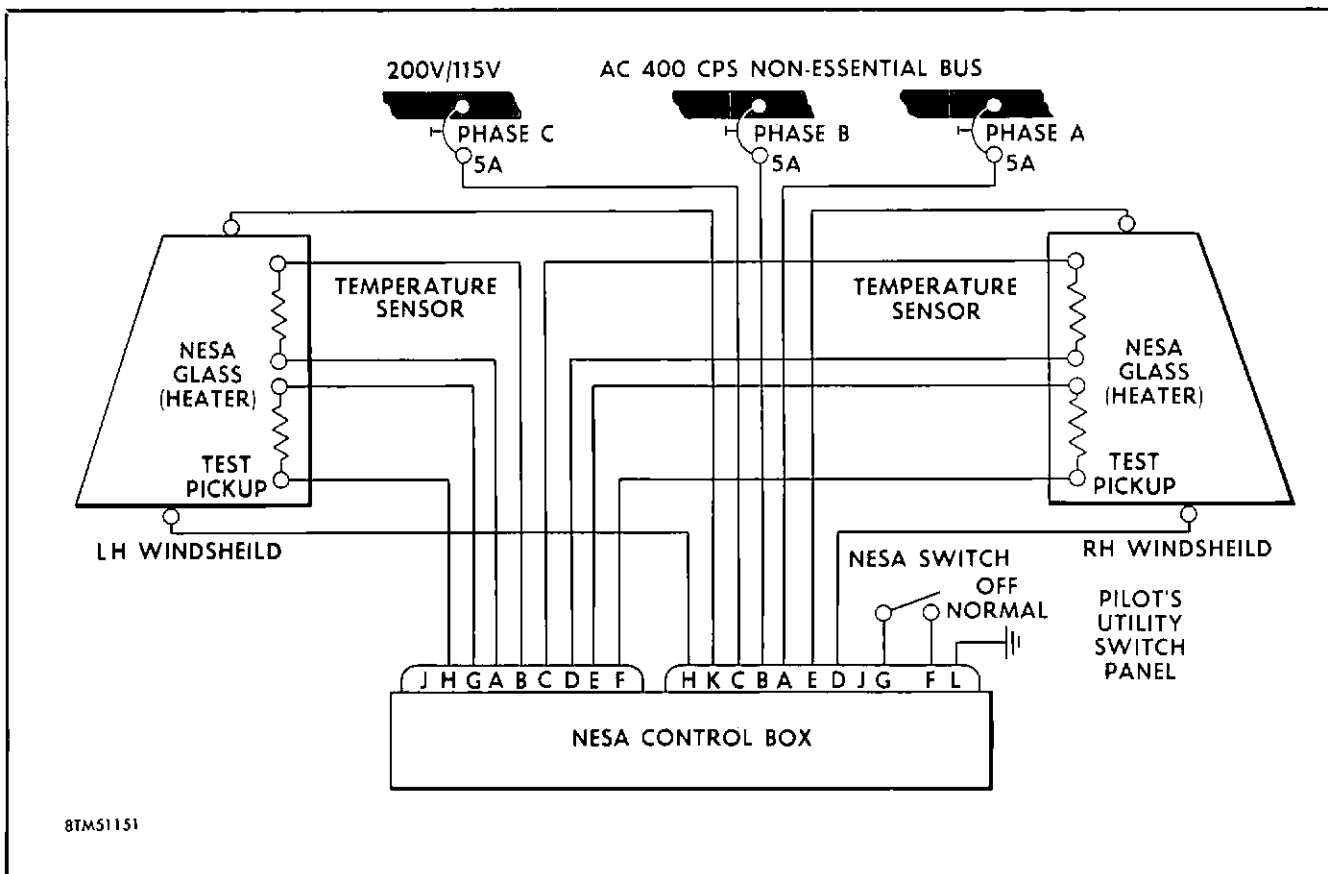 200V/115V AC 400 CPS NON-ESSENTIAL BUS
PHASE C
5A
PHASE B
5A
PHASE A
5A
TEMPERATURE
SENSOR
NESA
GLASS
(HEATER)
TEST
PICKUP
LH WINDSHEILD
TEMPERATURE
SENSOR
NESA
GLASS
(HEATER)
TEST
PICKUP
RH WINDSHEILD
NESA SWITCH
OFF
NORMAL
PILOT'S
UTILITY
SWITCH
PANEL
J H G A B C D E F
H K C B A E D J G F L
NESA CONTROL BOX
8TM51151